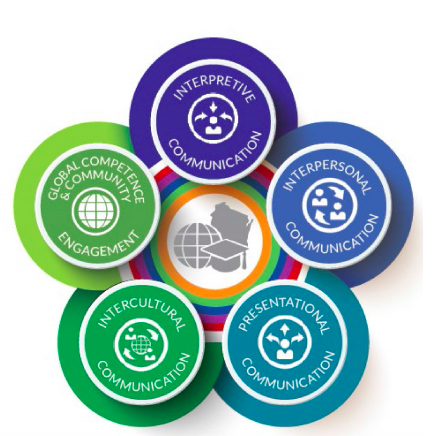 INTERPRETIVE
COMMUNICATION
INTERPERSONAL
COMMUNICATION
PRESENTATIONAL
COMMUNICATION
INTERCULTURAL
COMMUNICATION
GLOBAL COMPETENCE
& COMMUNITY
ENGAGEMENT